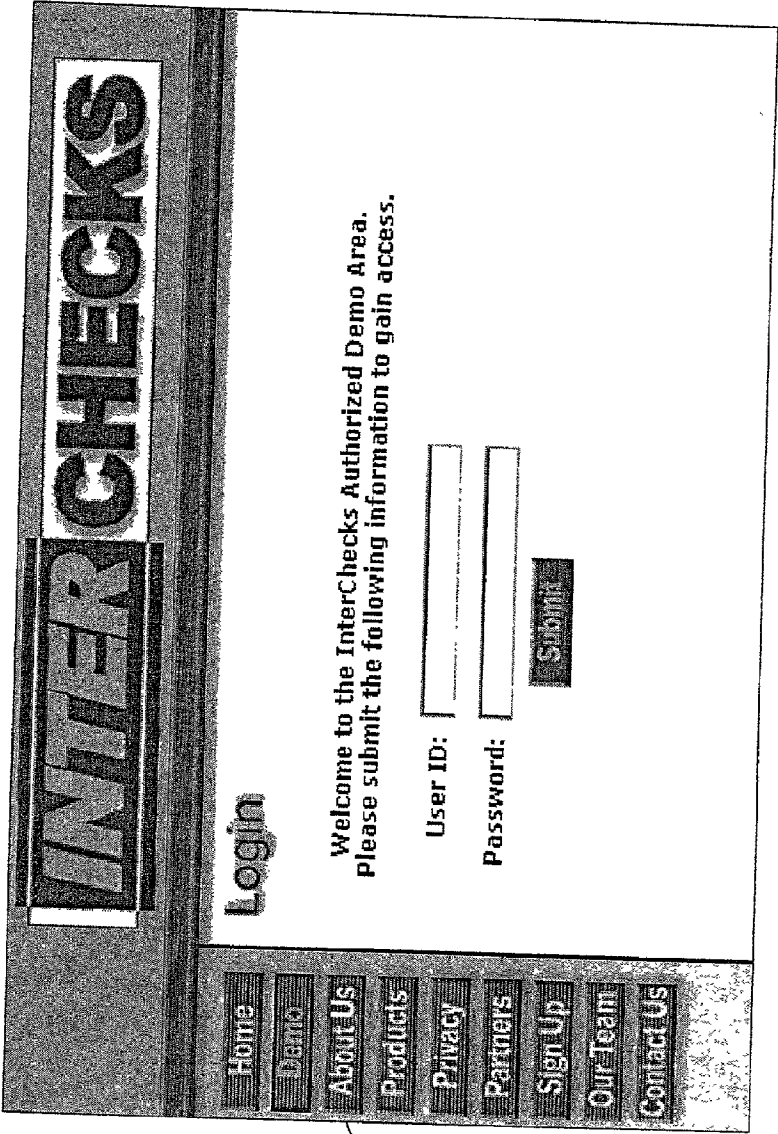 INTERCHECKS
Home
Demo
About Us
Products
Privacy
Partners
Sign Up
Our Team
Contact Us
Login
Welcome to the InterChecks Authorized Demo Area.
Please submit the following information to gain access.
User ID:
Password:
Submit